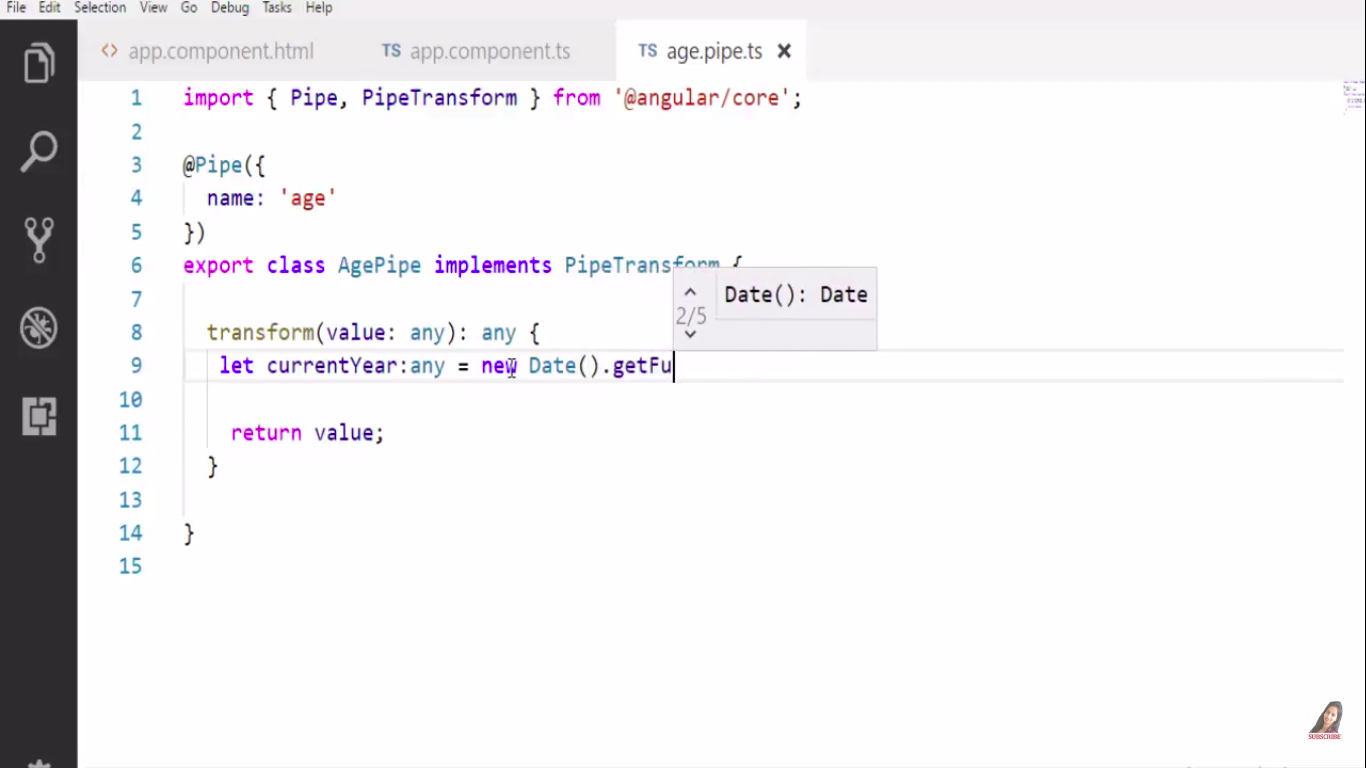 File Edit Selection View Go Debug Tasks Help
<> app.component.html TS app.component.ts TS age.pipe.ts ×
1 import { Pipe, PipeTransform } from '@angular/core';
2
3 @Pipe({
4 name: 'age'
5 })
6 export class AgePipe implements PipeTransform {
Date(): Date
7
2/5
8 transform(value: any): any {
9 let currentYear:any = new Date().getFu
10
11 return value;
12 }
13
14 }
15
SUBSCRIBE